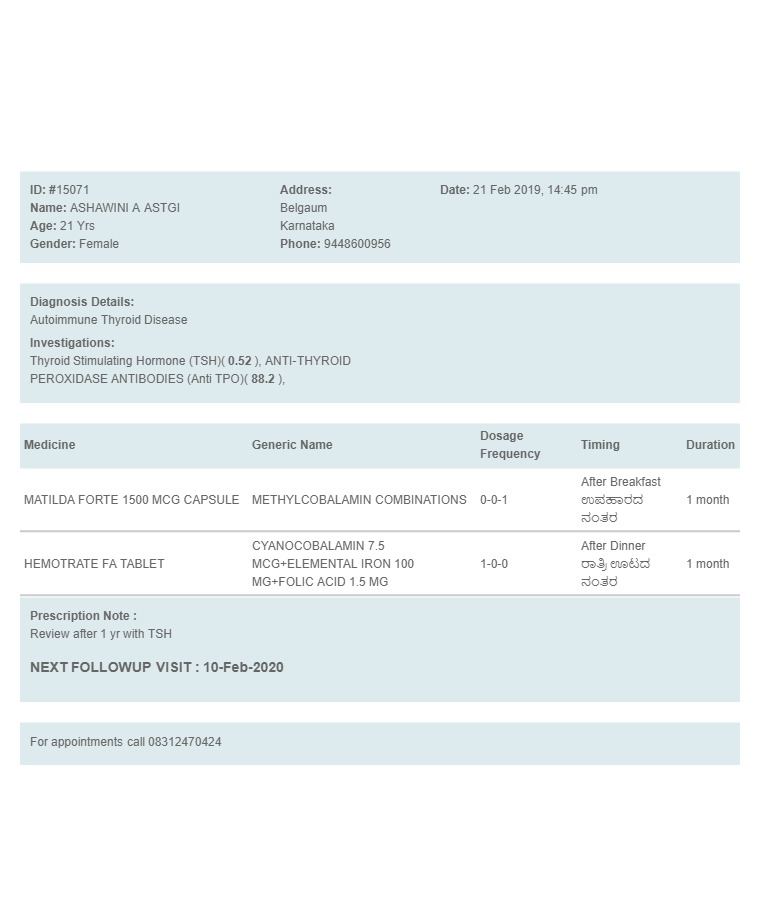 ID: #15071
Name: ASHAWINI A ASTGI
Age: 21 Yrs
Gender: Female
Address:
Belgaum
Karnataka
Phone: 9448600956
Date: 21 Feb 2019, 14:45 pm
Diagnosis Details:
Autoimmune Thyroid Disease
Investigations:
Thyroid Stimulating Hormone (TSH)( 0.52 ), ANTI-THYROID
PEROXIDASE ANTIBODIES (Anti TPO)( 88.2 ),
Medicine Generic Name Dosage Frequency Timing Duration
MATILDA FORTE 1500 MCG CAPSULE METHYLCOBALAMIN COMBINATIONS 0-0-1 After Breakfast
ಉಪಹಾರದ
ನಂತರ
1 month
HEMOTRATE FA TABLET
CYANOCOBALAMIN 7.5
MCG+ELEMENTAL IRON 100
MG+FOLIC ACID 1.5 MG
1-0-0
After Dinner
ರಾತ್ರಿ ಊಟದ
ನಂತರ
1 month
Prescription Note :
Review after 1 yr with TSH
NEXT FOLLOWUP VISIT : 10-Feb-2020
For appointments call 08312470424